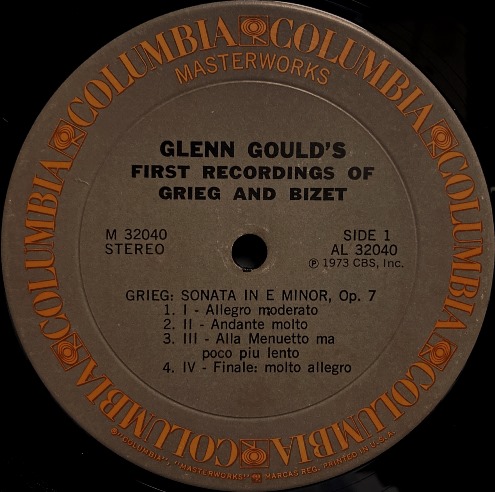 COLUMBIA COLUMBIA COLUMBIA COLUMBIA COLUMBIA COLUMBIA
MASTERWORKS
GLENN GOULD'S
FIRST RECORDINGS OF
GRIEG AND BIZET
M 32040
STEREO
SIDE 1
AL 32040
Ⓟ 1973 CBS, Inc.
GRIEG: SONATA IN E MINOR, Op. 7
1. I - Allegro moderato
2. II - Andante molto
3. III - Alla Menuetto ma
poco piu lento
4. IV - Finale: molto allegro
® "COLUMBIA", "MASTERWORKS" MARCAS REG. PRINTED IN U.S.A.